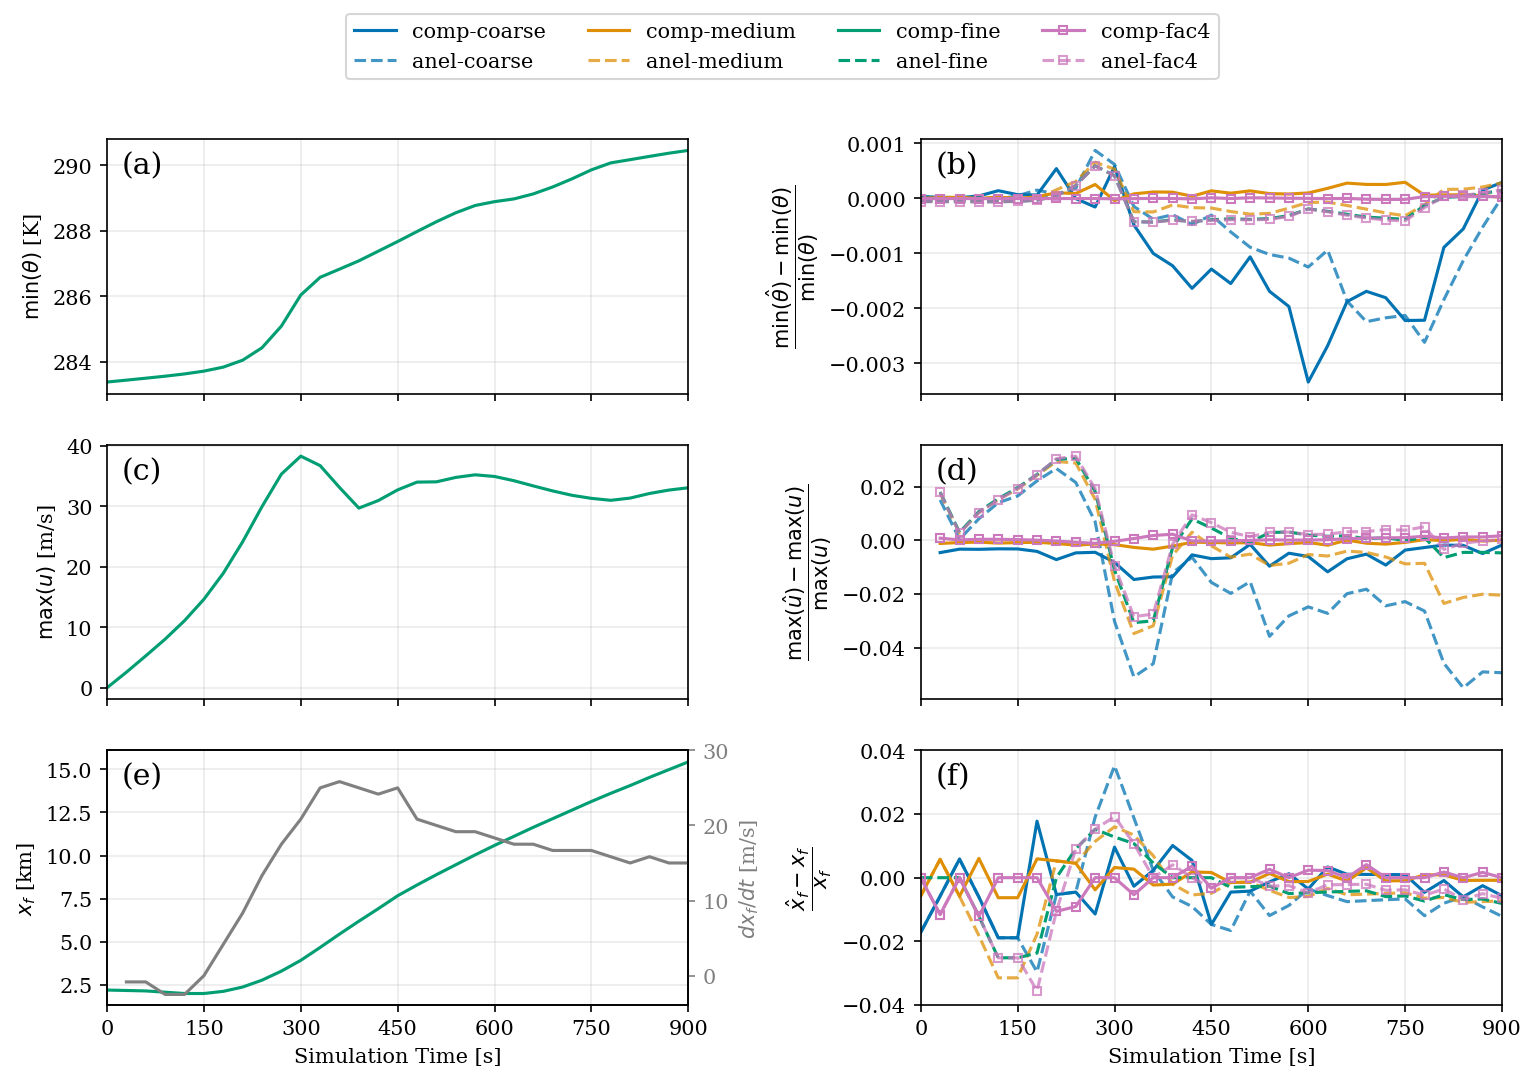 comp-coarse comp-medium comp-fine comp-fac4
anel-coarse anel-medium anel-fine anel-fac4
(a)
min(θ) [K]
290
288
286
284
(b)
min(θ̂) − min(θ)
min(θ)
0.001
0.000
−0.001
−0.002
−0.003
(c)
max(u) [m/s]
40
30
20
10
0
(d)
max(û) − max(u)
max(u)
0.02
0.00
−0.02
−0.04
(e)
x_f [km]
15.0
12.5
10.0
7.5
5.0
2.5
30
20
10
0
dx_f/dt [m/s]
0 150 300 450 600 750 900
Simulation Time [s]
(f)
x̂_f − x_f
x_f
0.04
0.02
0.00
−0.02
−0.04
0 150 300 450 600 750 900
Simulation Time [s]